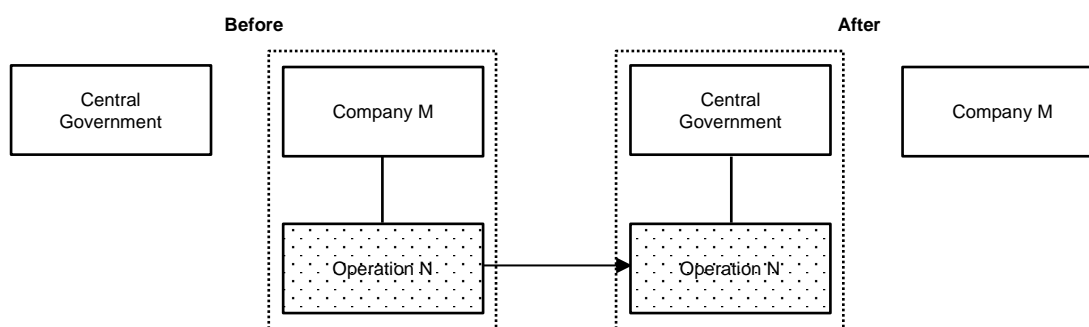 Before
After
Central
Government
Company M
Central
Government
Company M
Operation N
Operation N